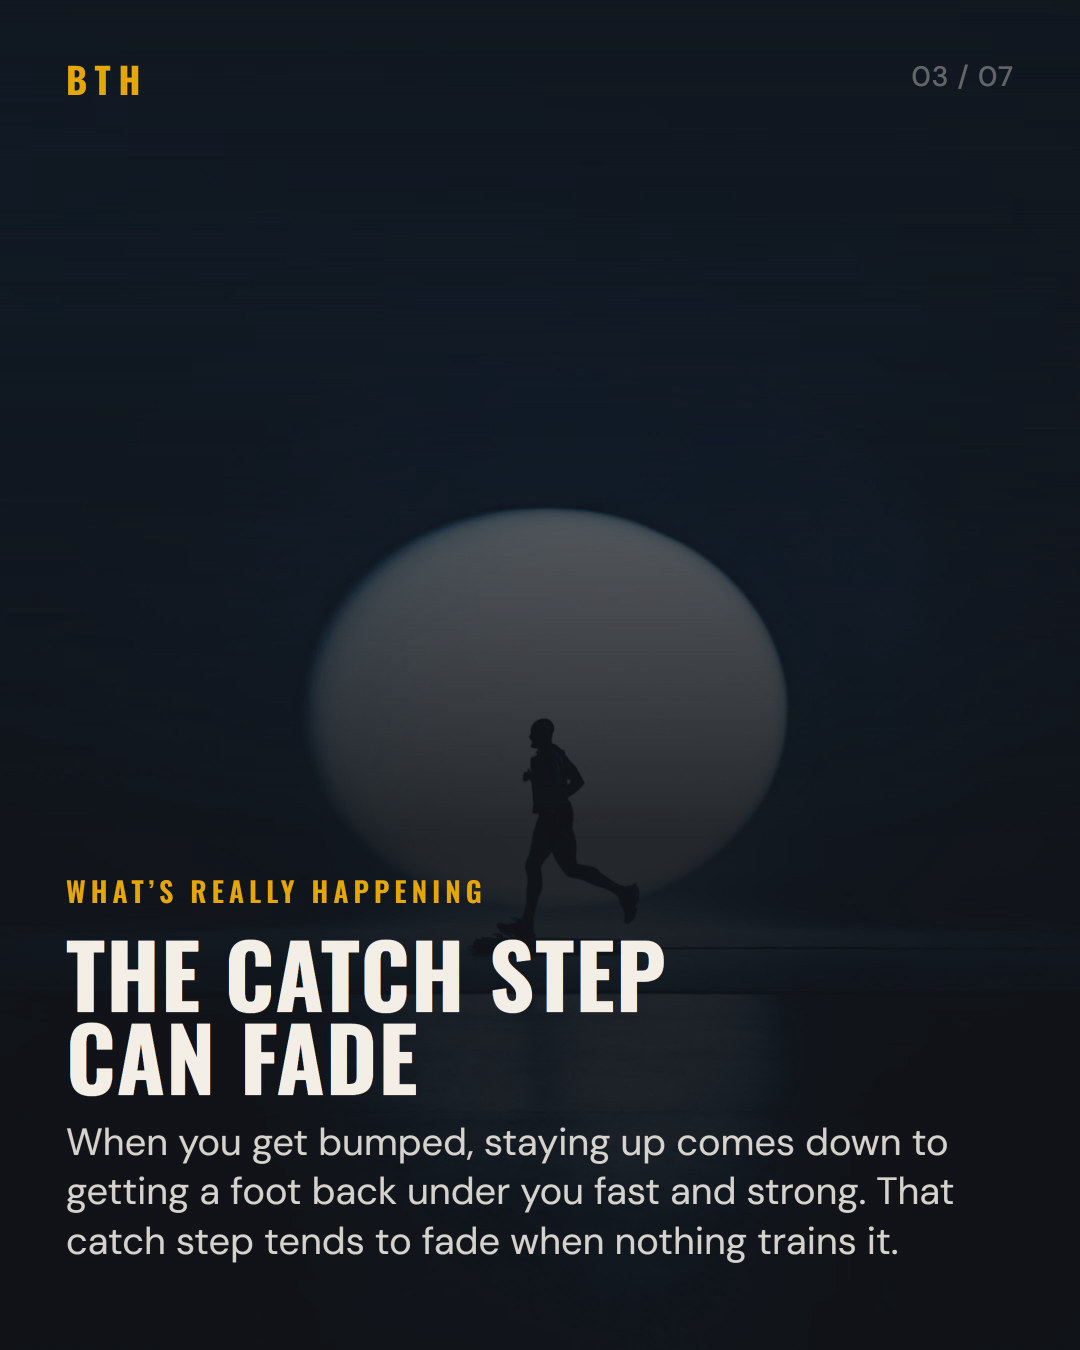 BTH
03 / 07
WHAT’S REALLY HAPPENING
THE CATCH STEP
CAN FADE
When you get bumped, staying up comes down to
getting a foot back under you fast and strong. That
catch step tends to fade when nothing trains it.